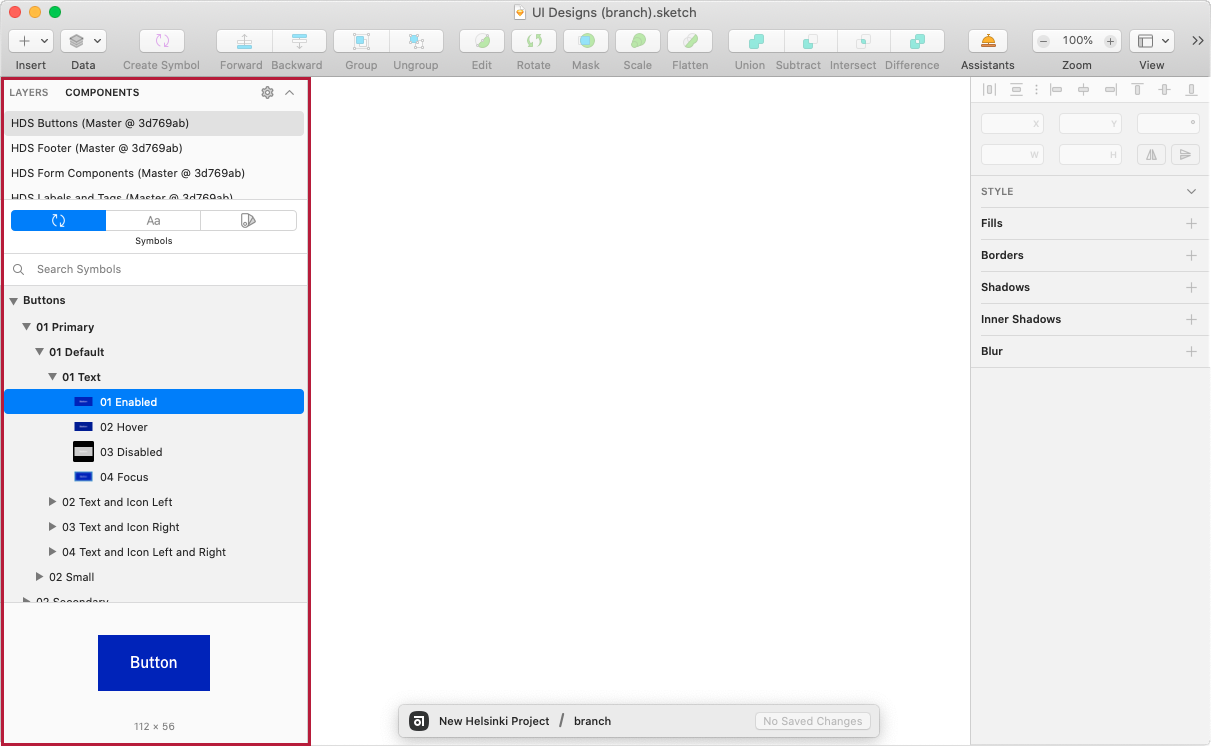 UI Designs (branch).sketch
100%
Insert Data Create Symbol Forward Backward Group Ungroup Edit Rotate Mask Scale Flatten Union Subtract Intersect Difference Assistants Zoom View
LAYERS COMPONENTS
HDS Buttons (Master @ 3d769ab)
HDS Footer (Master @ 3d769ab)
HDS Form Components (Master @ 3d769ab)
HDS Labels and Tags (Master @ 3d769ab)
Aa
Symbols
Search Symbols
Buttons
01 Primary
01 Default
01 Text
01 Enabled
02 Hover
03 Disabled
04 Focus
02 Text and Icon Left
03 Text and Icon Right
04 Text and Icon Left and Right
02 Small
02 Secondary
Button
112 × 56
New Helsinki Project / branch No Saved Changes
X Y °
W H
STYLE
Fills
Borders
Shadows
Inner Shadows
Blur